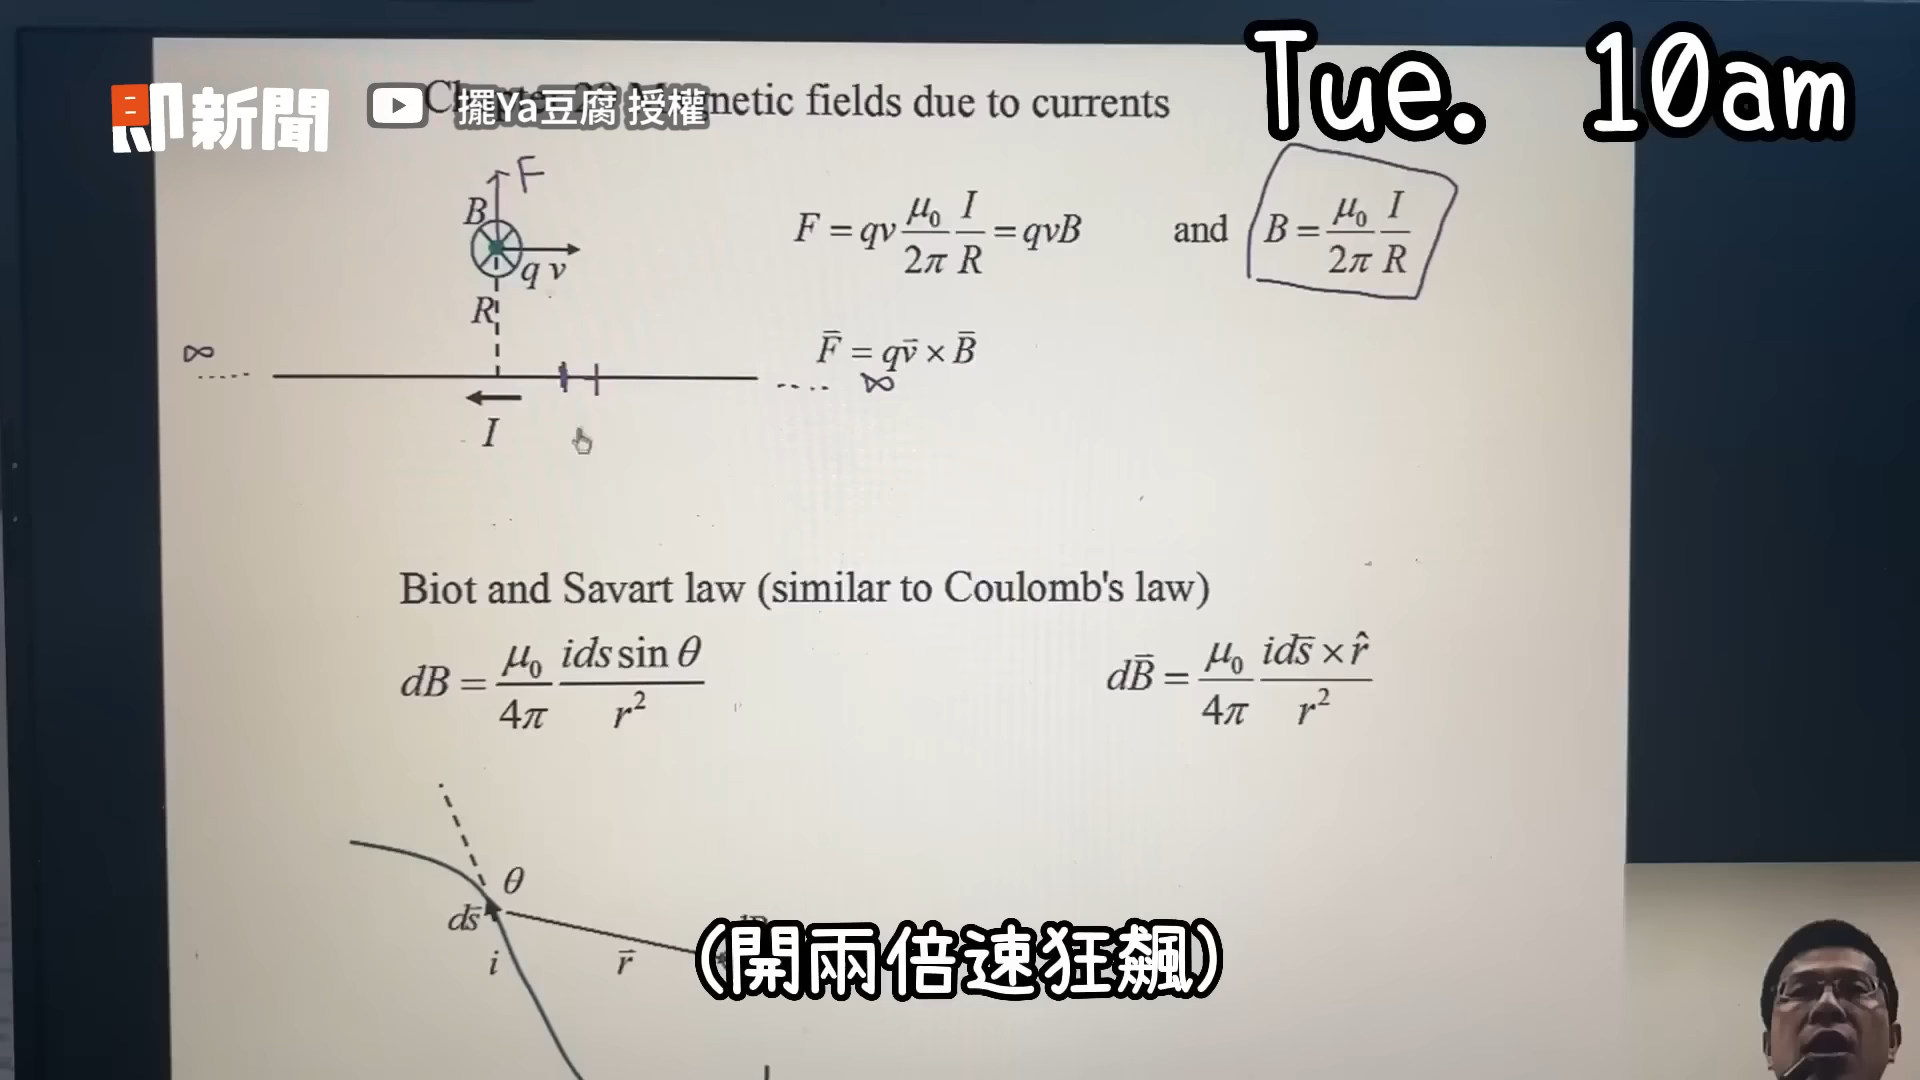 Tue. 10am
即新聞
擺Ya豆腐 授權
netic fields due to currents
F
B
q v
R
F = qv μ₀/2π I/R = qvB and B = μ₀/2π I/R
F̄ = qv̄ × B̄
∞
∞
I
Biot and Savart law (similar to Coulomb's law)
dB = μ₀/4π ids sin θ/r²
dB̄ = μ₀/4π ids̄ × r̂/r²
θ
ds̄
i
r̄
(開兩倍速狂飆)